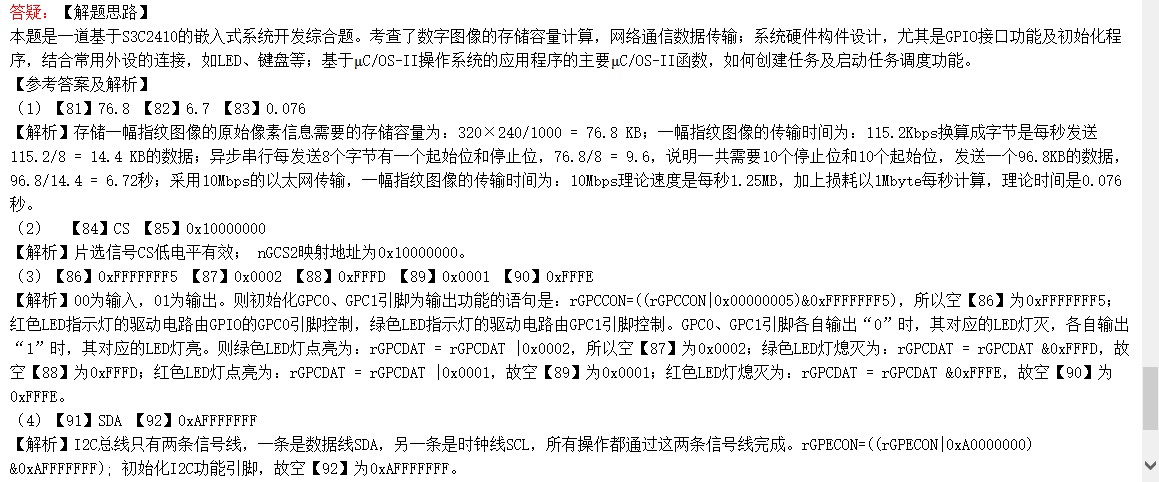 答疑：【解题思路】
本题是一道基于S3C2410的嵌入式系统开发综合题。考查了数字图像的存储容量计算，网络通信数据传输；系统硬件构件设计，尤其是GPIO接口功能及初始化程
序，结合常用外设的连接，如LED、键盘等；基于μC/OS-II操作系统的应用程序的主要μC/OS-II函数，如何创建任务及启动任务调度功能。
【参考答案及解析】
（1）【81】76.8 【82】6.7 【83】0.076
【解析】存储一幅指纹图像的原始像素信息需要的存储容量为：320×240/1000 = 76.8 KB；一幅指纹图像的传输时间为：115.2Kbps换算成字节是每秒发送
115.2/8 = 14.4 KB的数据；异步串行每发送8个字节有一个起始位和停止位，76.8/8 = 9.6，说明一共需要10个停止位和10个起始位，发送一个96.8KB的数据，
96.8/14.4 = 6.72秒；采用10Mbps的以太网传输，一幅指纹图像的传输时间为：10Mbps理论速度是每秒1.25MB，加上损耗以1Mbyte每秒计算，理论时间是0.076
秒。
（2） 【84】CS 【85】0x10000000
【解析】片选信号CS低电平有效； nGCS2映射地址为0x10000000。
（3）【86】0xFFFFFFF5 【87】0x0002 【88】0xFFFD 【89】0x0001 【90】0xFFFE
【解析】00为输入，01为输出。则初始化GPC0、GPC1引脚为输出功能的语句是：rGPCCON=((rGPCCON|0x00000005)&0xFFFFFFF5)，所以空【86】为0xFFFFFFF5；
红色LED指示灯的驱动电路由GPIO的GPC0引脚控制，绿色LED指示灯的驱动电路由GPC1引脚控制。GPC0、GPC1引脚各自输出“0”时，其对应的LED灯灭，各自输出
“1”时，其对应的LED灯亮。则绿色LED灯点亮为：rGPCDAT = rGPCDAT |0x0002，所以空【87】为0x0002；绿色LED灯熄灭为：rGPCDAT = rGPCDAT &0xFFFD，故
空【88】为0xFFFD；红色LED灯点亮为：rGPCDAT = rGPCDAT |0x0001，故空【89】为0x0001；红色LED灯熄灭为：rGPCDAT = rGPCDAT &0xFFFE，故空【90】为
0xFFFE。
（4）【91】SDA 【92】0xAFFFFFFF
【解析】I2C总线只有两条信号线，一条是数据线SDA，另一条是时钟线SCL，所有操作都通过这两条信号线完成。rGPECON=((rGPECON|0xA0000000)
&0xAFFFFFFF)；初始化I2C功能引脚，故空【92】为0xAFFFFFFF。